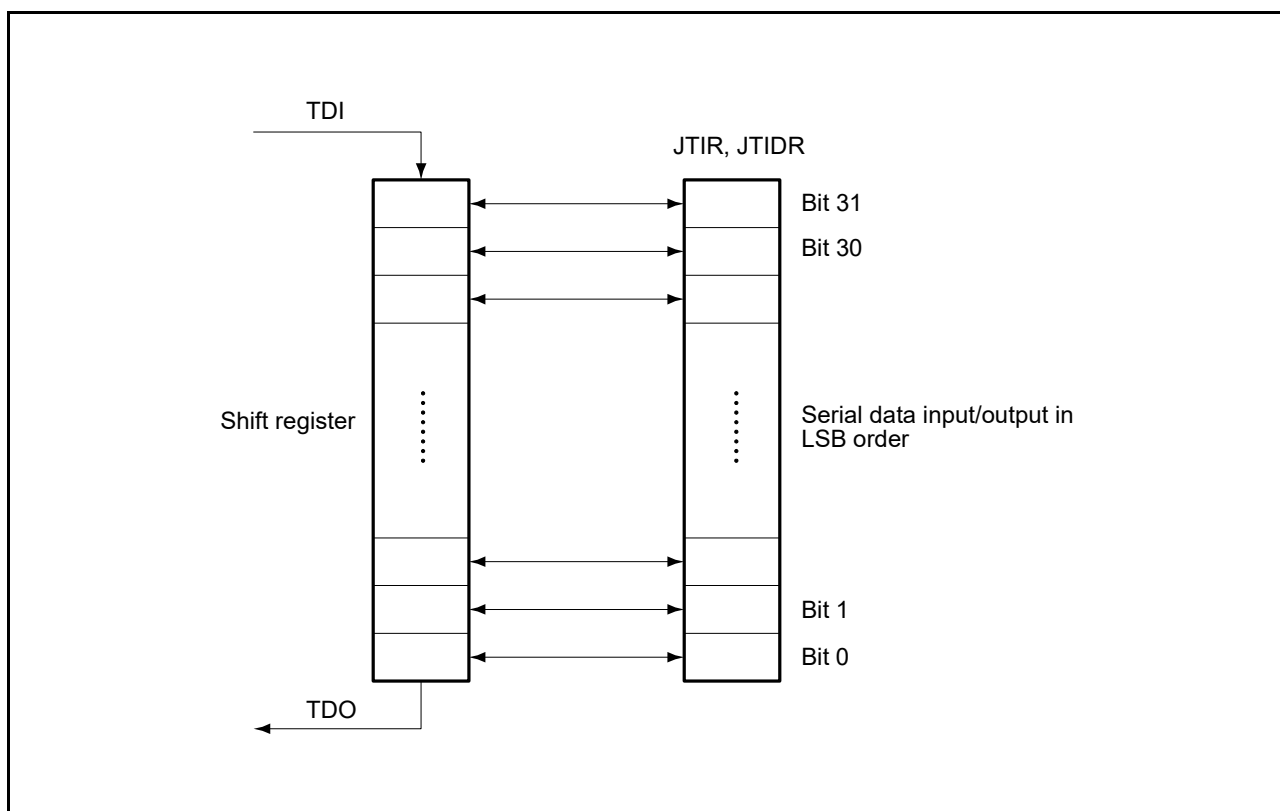 TDI
JTIR, JTIDR
Bit 31
Bit 30
Shift register
Serial data input/output in
LSB order
Bit 1
Bit 0
TDO